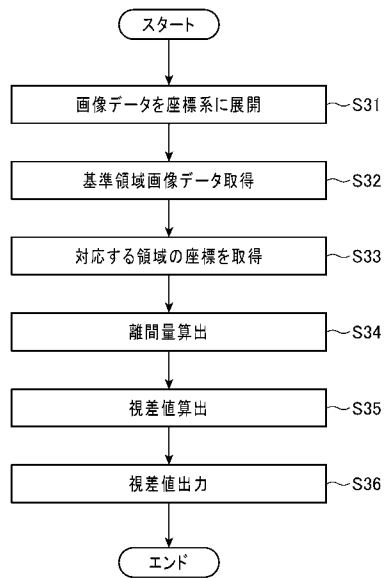 スタート
画像データを座標系に展開 S31
基準領域画像データ取得 S32
対応する領域の座標を取得 S33
離間量算出 S34
視差値算出 S35
視差値出力 S36
エンド